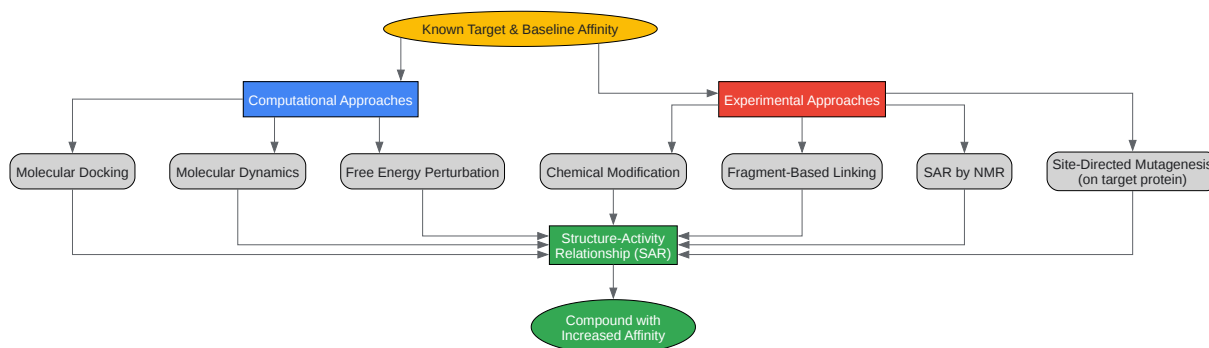 Known Target & Baseline Affinity
Computational Approaches
Experimental Approaches
Molecular Docking
Molecular Dynamics
Free Energy Perturbation
Chemical Modification
Fragment-Based Linking
SAR by NMR
Site-Directed Mutagenesis
(on target protein)
Structure-Activity
Relationship (SAR)
Compound with
Increased Affinity